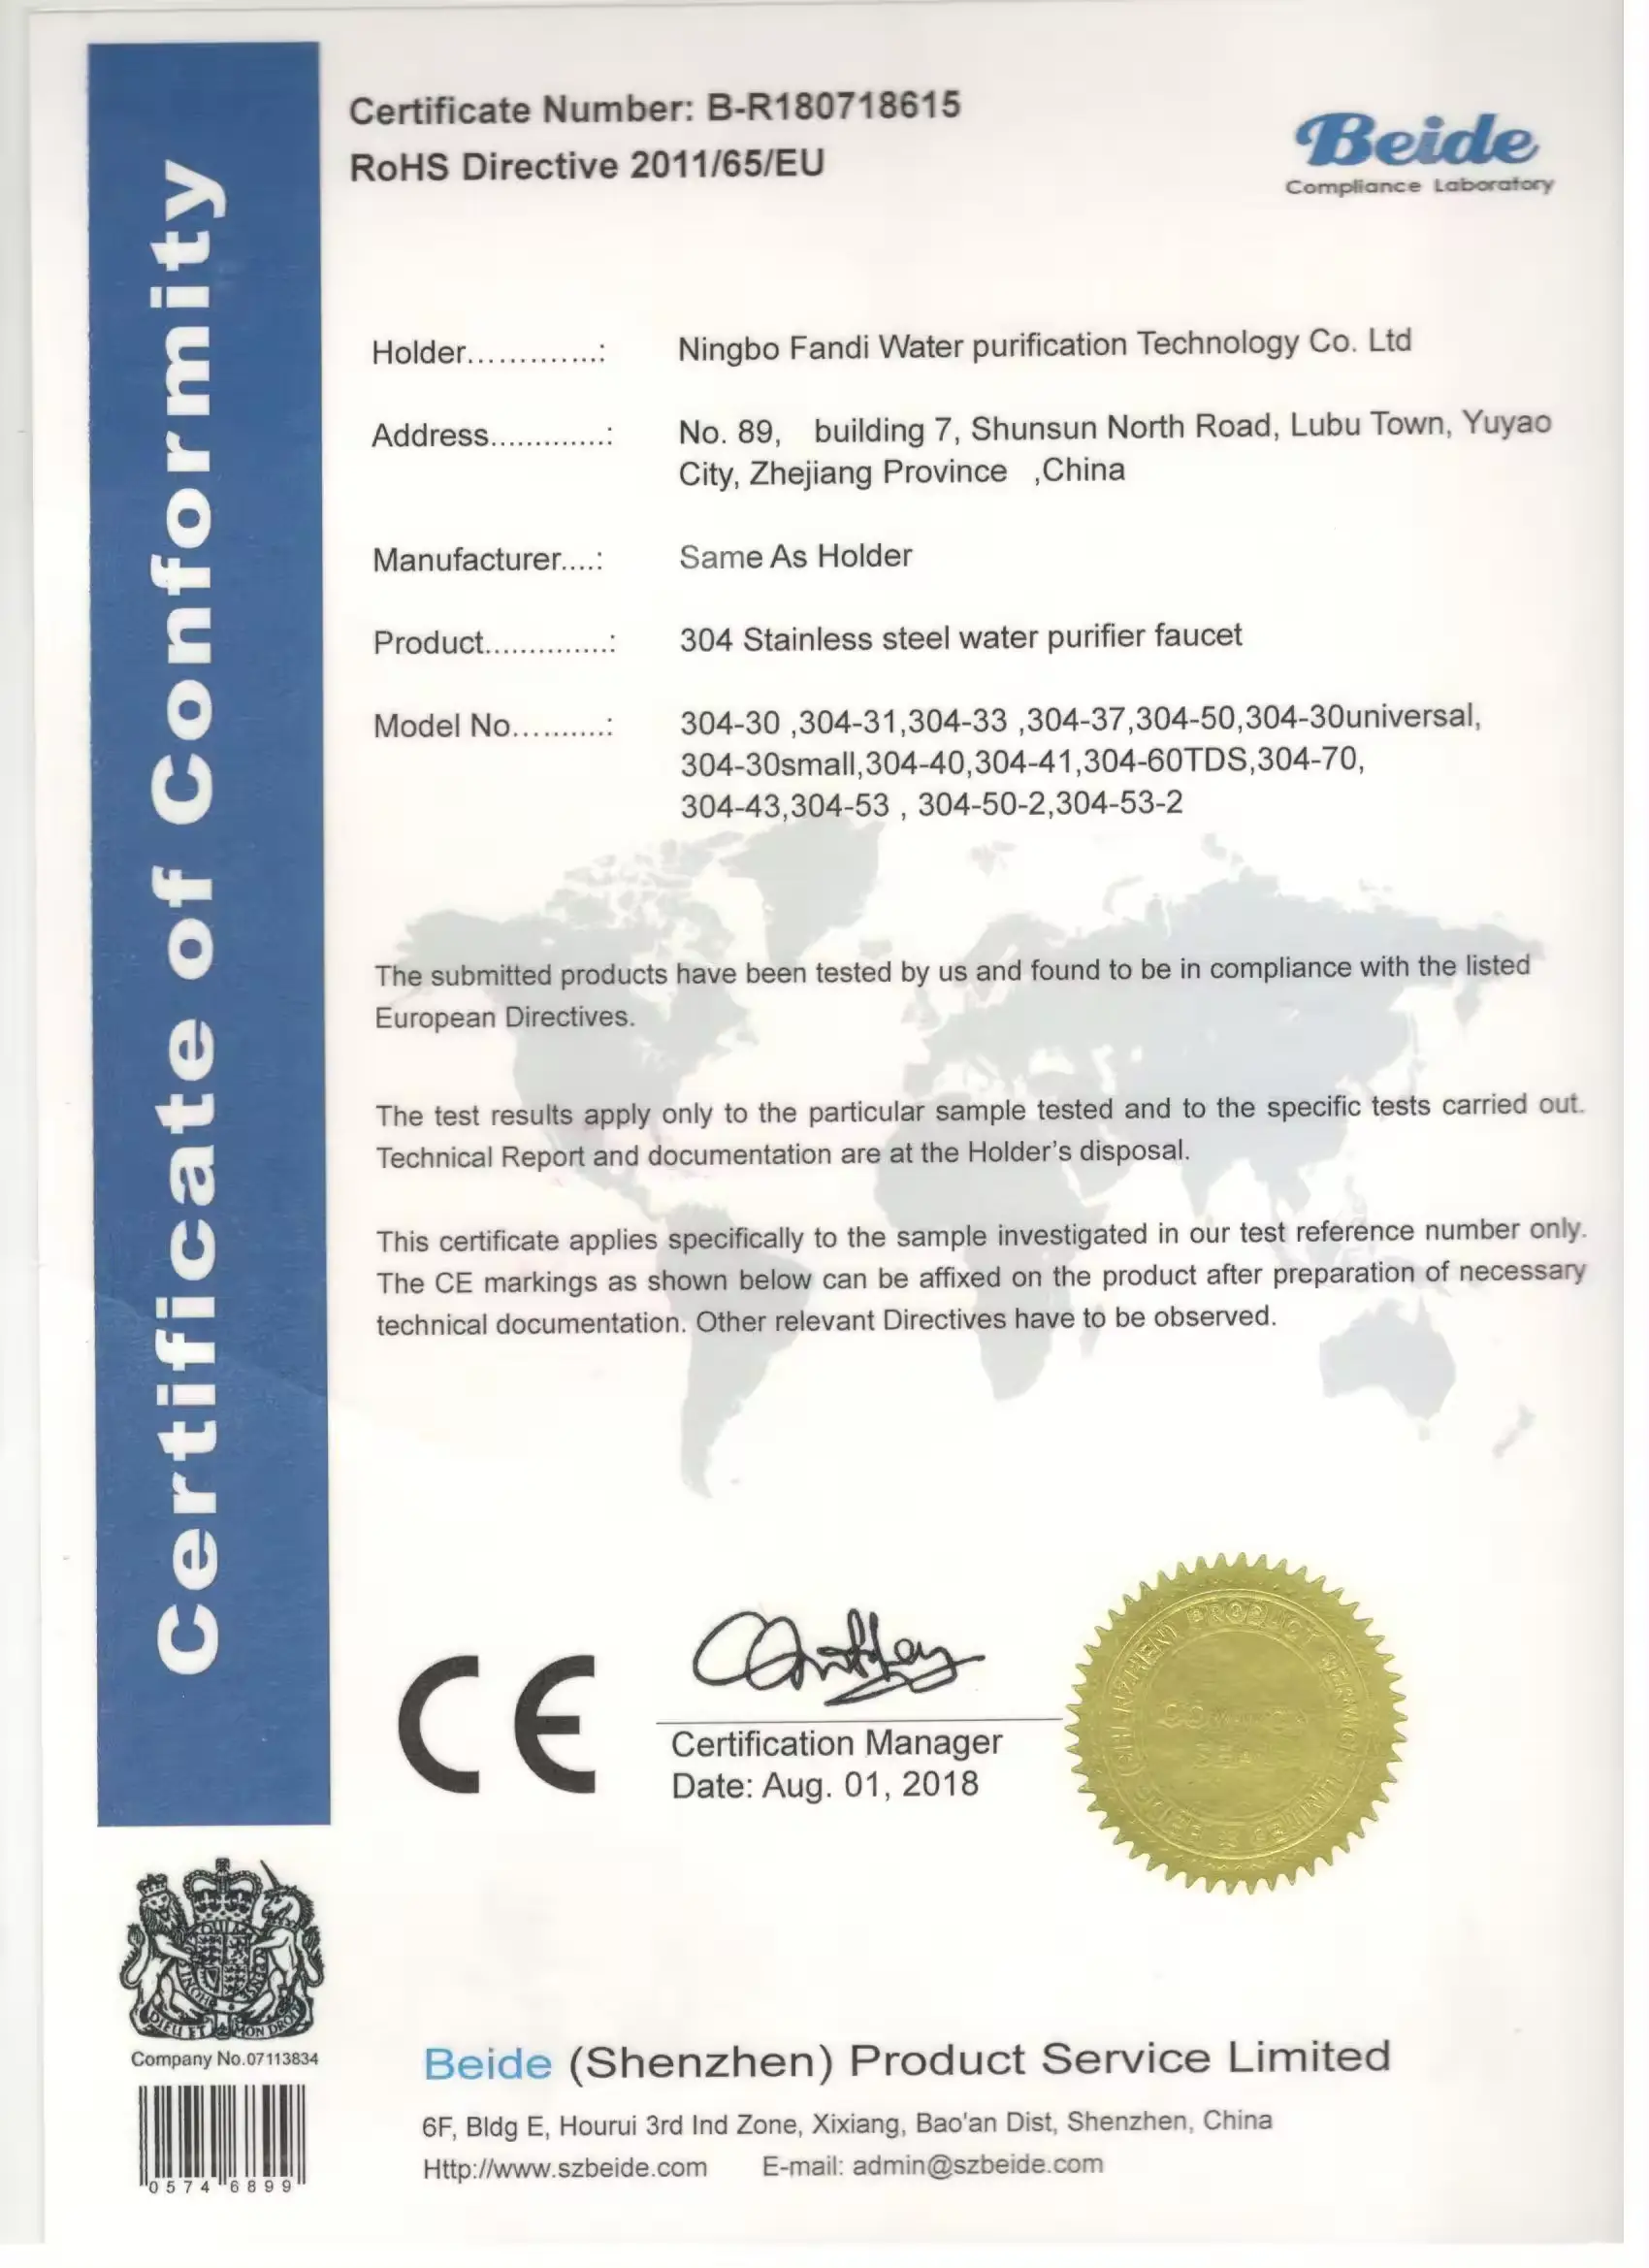 Certificate of Conformity
Certificate Number: B-R180718615
RoHS Directive 2011/65/EU
Beide
Compliance Laboratory
Holder.............: Ningbo Fandi Water purification Technology Co. Ltd
Address.............: No. 89, building 7, Shunsun North Road, Lubu Town, Yuyao
City, Zhejiang Province ,China
Manufacturer....: Same As Holder
Product..............: 304 Stainless steel water purifier faucet
Model No...........: 304-30 ,304-31,304-33 ,304-37,304-50,304-30universal,
304-30small,304-40,304-41,304-60TDS,304-70,
304-43,304-53 , 304-50-2,304-53-2
The submitted products have been tested by us and found to be in compliance with the listed
European Directives.
The test results apply only to the particular sample tested and to the specific tests carried out.
Technical Report and documentation are at the Holder's disposal.
This certificate applies specifically to the sample investigated in our test reference number only.
The CE markings as shown below can be affixed on the product after preparation of necessary
technical documentation. Other relevant Directives have to be observed.
CE
Certification Manager
Date: Aug. 01, 2018
BEIDE (SHENZHEN) PRODUCT SERVICE LIMITED
DIEU ET MON DROIT
Company No.07113834
0574 6899
Beide (Shenzhen) Product Service Limited
6F, Bldg E, Hourui 3rd Ind Zone, Xixiang, Bao'an Dist, Shenzhen, China
Http://www.szbeide.com E-mail: admin@szbeide.com